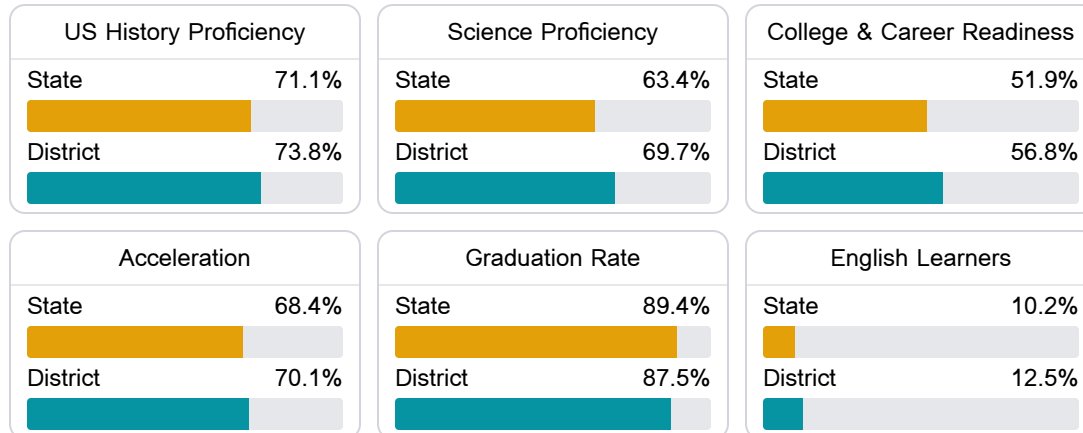 US History Proficiency
State 71.1%
District 73.8%
Science Proficiency
State 63.4%
District 69.7%
College & Career Readiness
State 51.9%
District 56.8%
Acceleration
State 68.4%
District 70.1%
Graduation Rate
State 89.4%
District 87.5%
English Learners
State 10.2%
District 12.5%